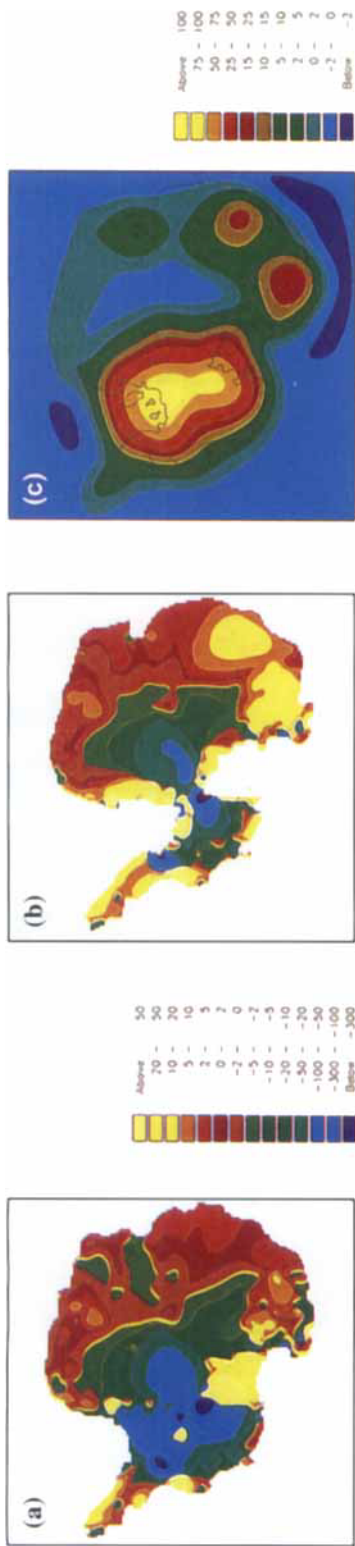 (a)
Above 50
20 - 50
10 - 20
5 - 10
2 - 5
0 - 2
-2 - 0
-5 - -2
-10 - -5
-20 - -10
-50 - -20
-100 - -50
-300 - -100
Below -300
(b)
(c)
Above 100
75 - 100
50 - 75
25 - 50
15 - 25
10 - 15
5 - 10
2 - 5
0 - 2
-2 - 0
Below -2